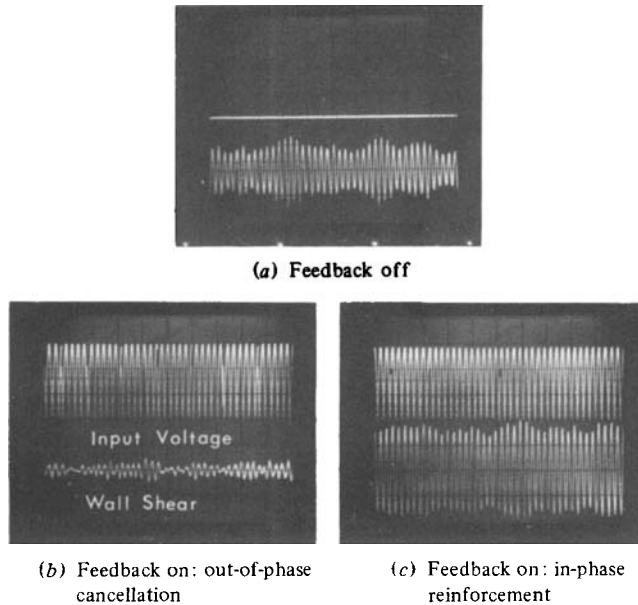 (a) Feedback off
Input Voltage
Wall Shear
(b) Feedback on: out-of-phase
cancellation
(c) Feedback on: in-phase
reinforcement